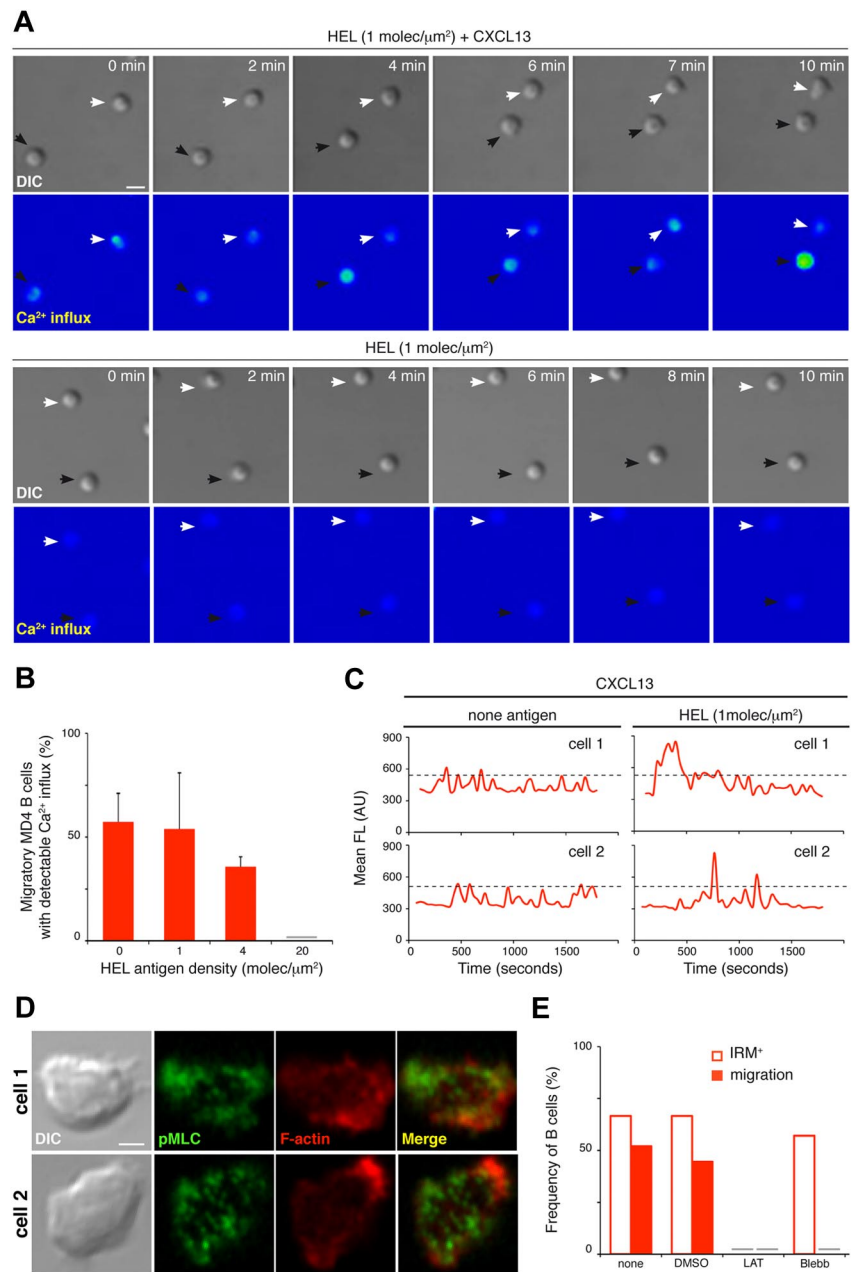 A
HEL (1 molec/μm²) + CXCL13
0 min 2 min 4 min 6 min 7 min 10 min
DIC
Ca²⁺ influx
HEL (1 molec/μm²)
0 min 2 min 4 min 6 min 8 min 10 min
DIC
Ca²⁺ influx
B
Migratory MD4 B cells
with detectable Ca²⁺ influx (%)
100
50
0
0 1 4 20
HEL antigen density (molec/μm²)
C
CXCL13
none antigen HEL (1molec/μm²)
Mean FL (AU)
900 cell 1 cell 1
600
300
0
900 cell 2 cell 2
600
300
0
0 500 1000 1500 0 500 1000 1500
Time (seconds) Time (seconds)
D
cell 1
DIC pMLC F-actin Merge
cell 2
E
Frequency of B cells (%)
100
50
0
IRM⁺
migration
none DMSO LAT Blebb